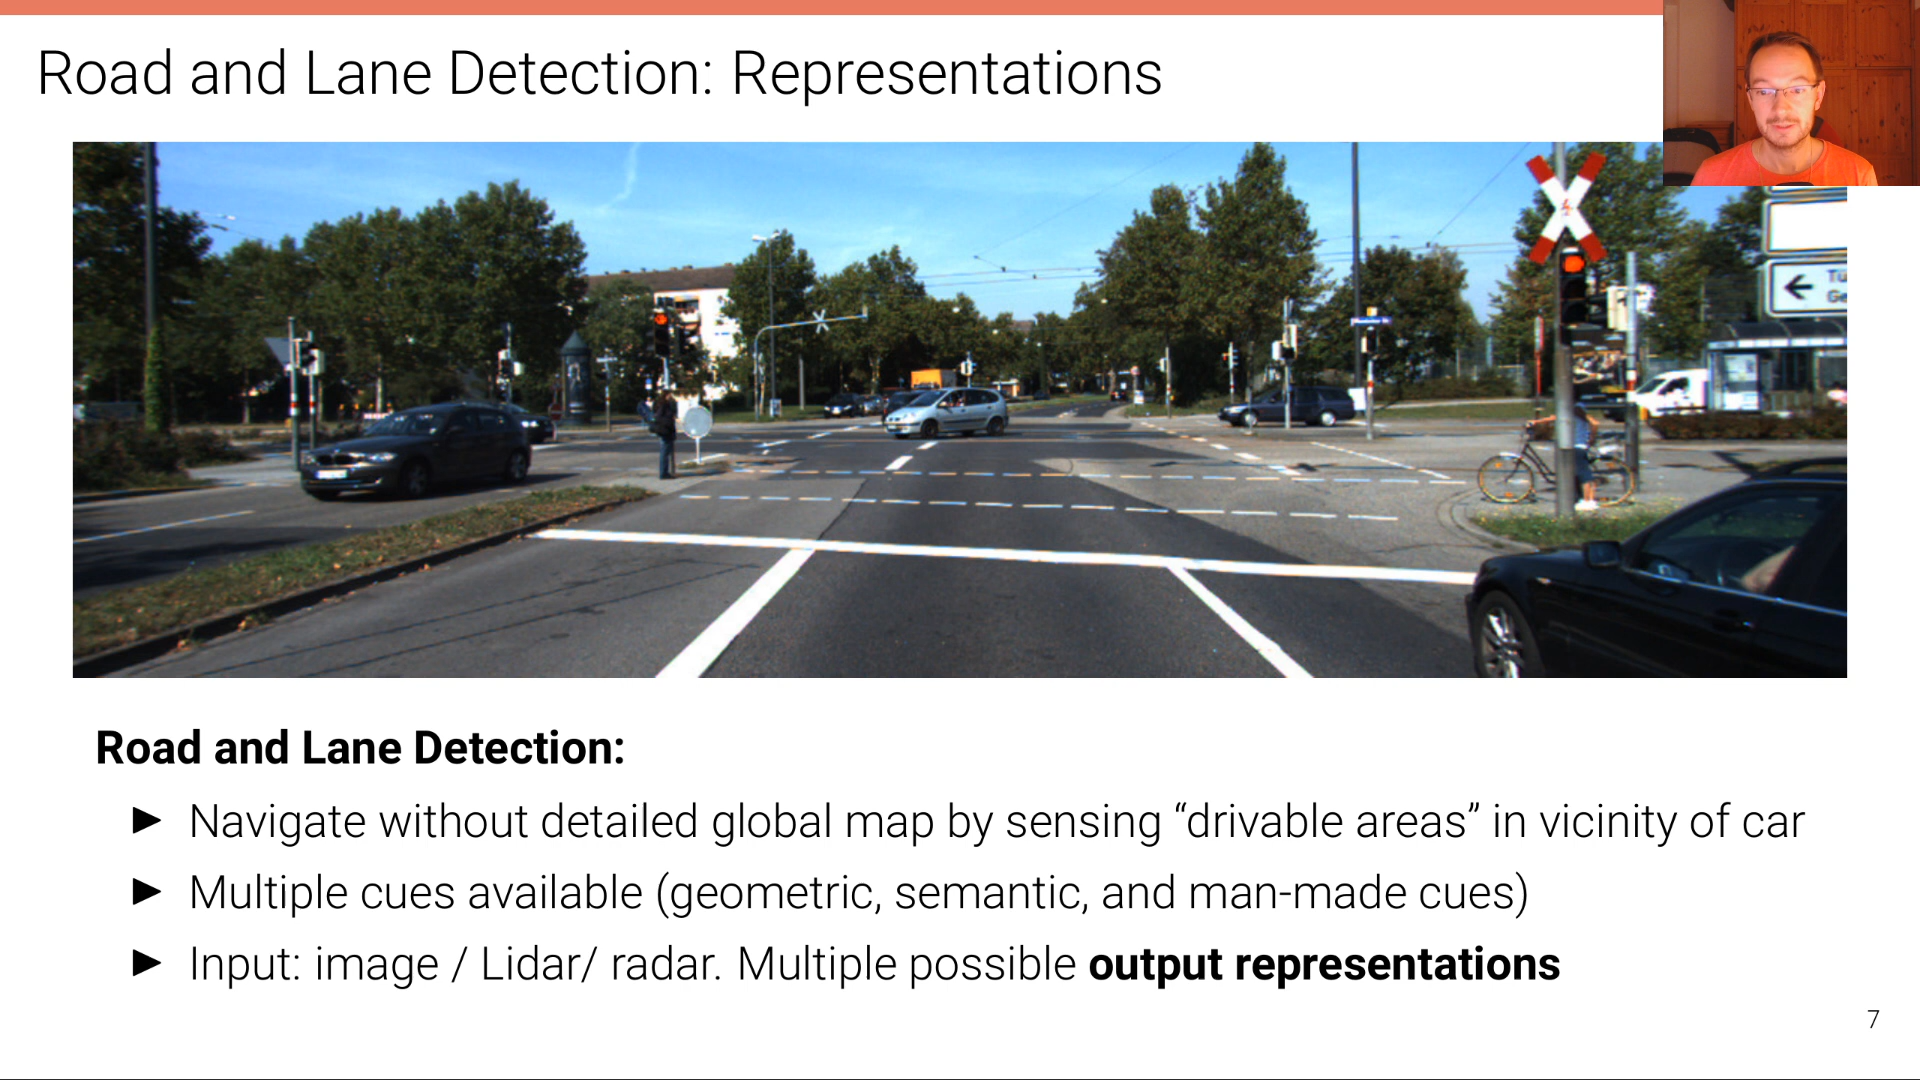 Road and Lane Detection: Representations
Road and Lane Detection:
► Navigate without detailed global map by sensing “drivable areas” in vicinity of car
► Multiple cues available (geometric, semantic, and man-made cues)
► Input: image / Lidar/ radar. Multiple possible output representations
7